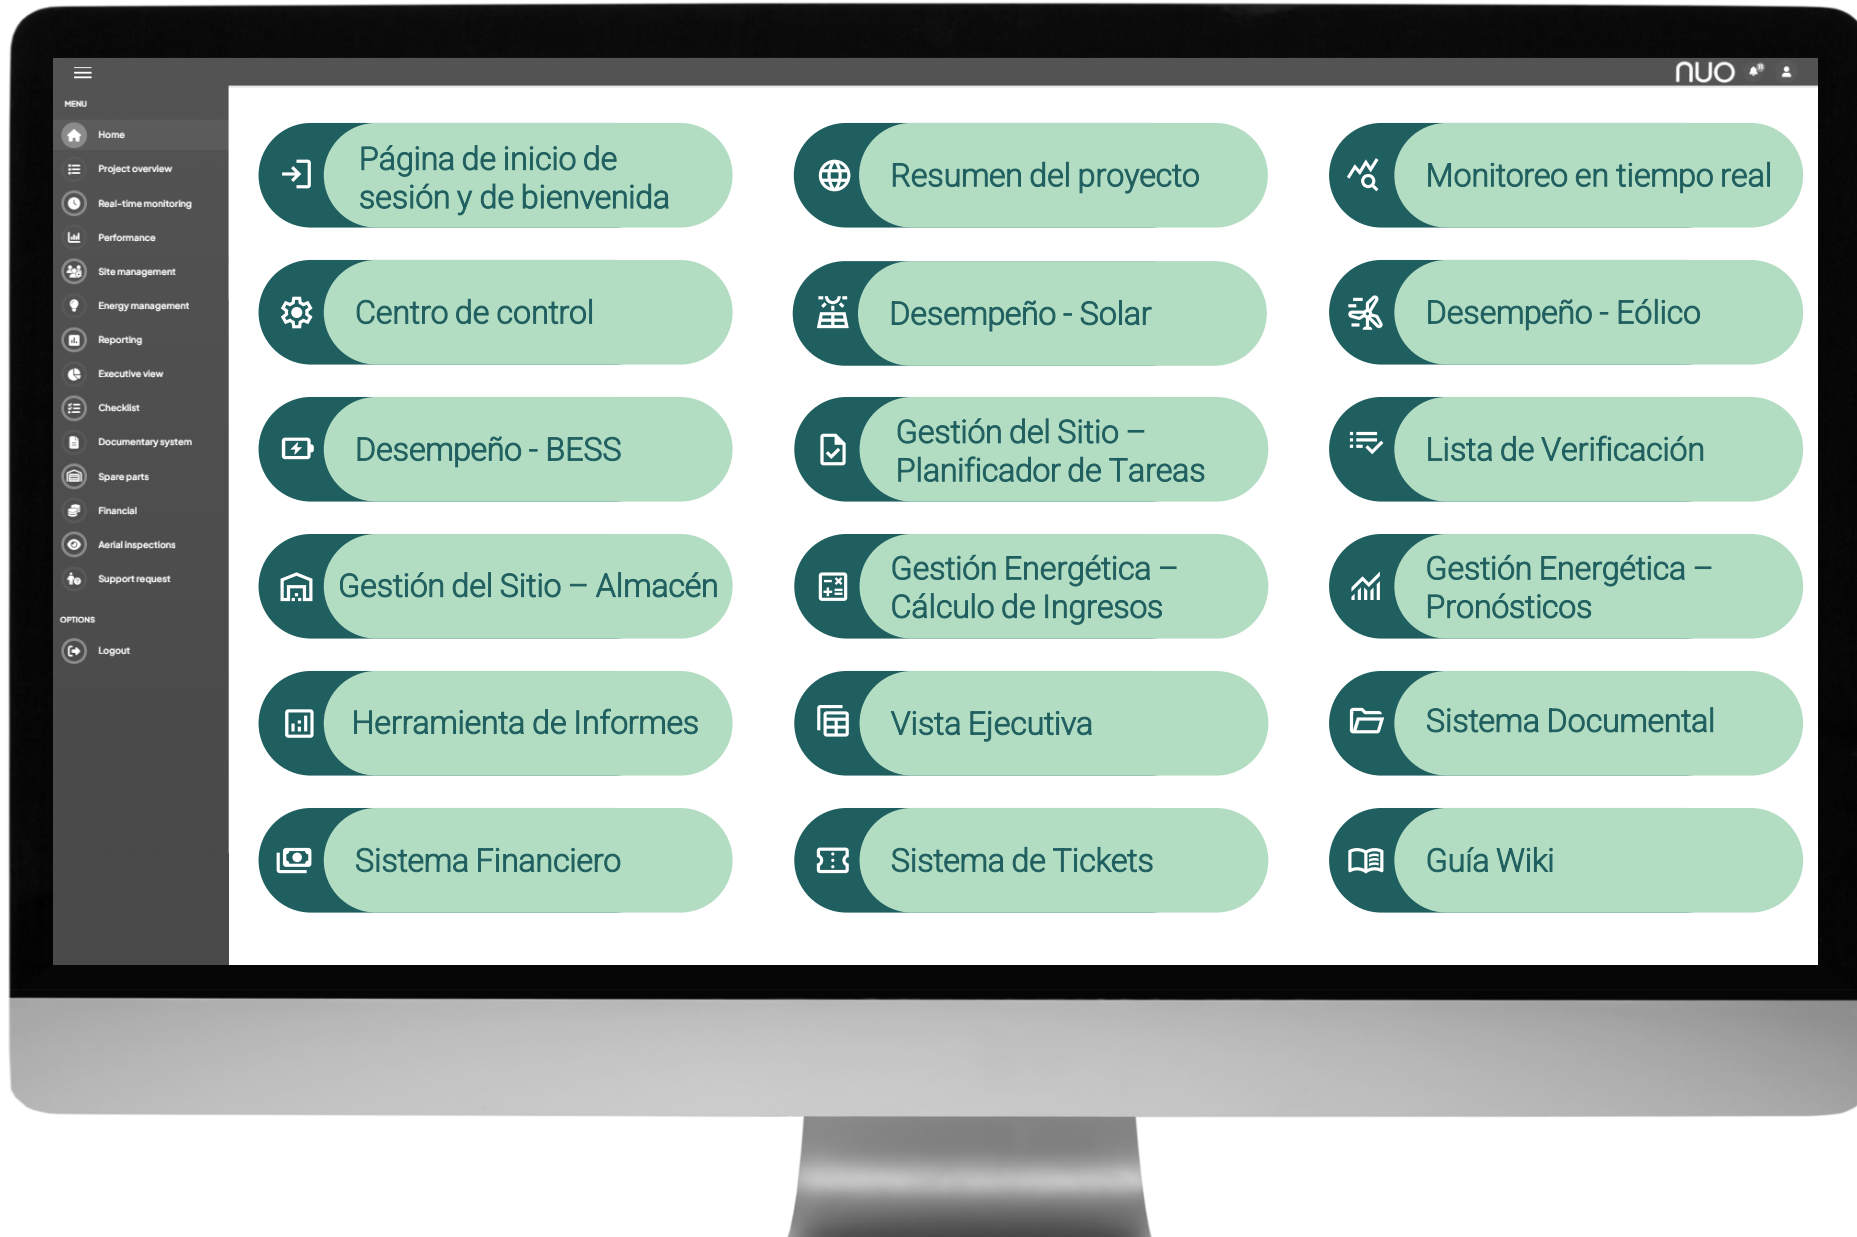 nuo
MENU
Home
Project overview
Real-time monitoring
Performance
Site management
Energy management
Reporting
Executive view
Checklist
Documentary system
Spare parts
Financial
Aerial inspections
Support request
OPTIONS
Logout
Página de inicio de
sesión y de bienvenida
Resumen del proyecto
Monitoreo en tiempo real
Centro de control
Desempeño - Solar
Desempeño - Eólico
Desempeño - BESS
Gestión del Sitio –
Planificador de Tareas
Lista de Verificación
Gestión del Sitio – Almacén
Gestión Energética –
Cálculo de Ingresos
Gestión Energética –
Pronósticos
Herramienta de Informes
Vista Ejecutiva
Sistema Documental
Sistema Financiero
Sistema de Tickets
Guía Wiki